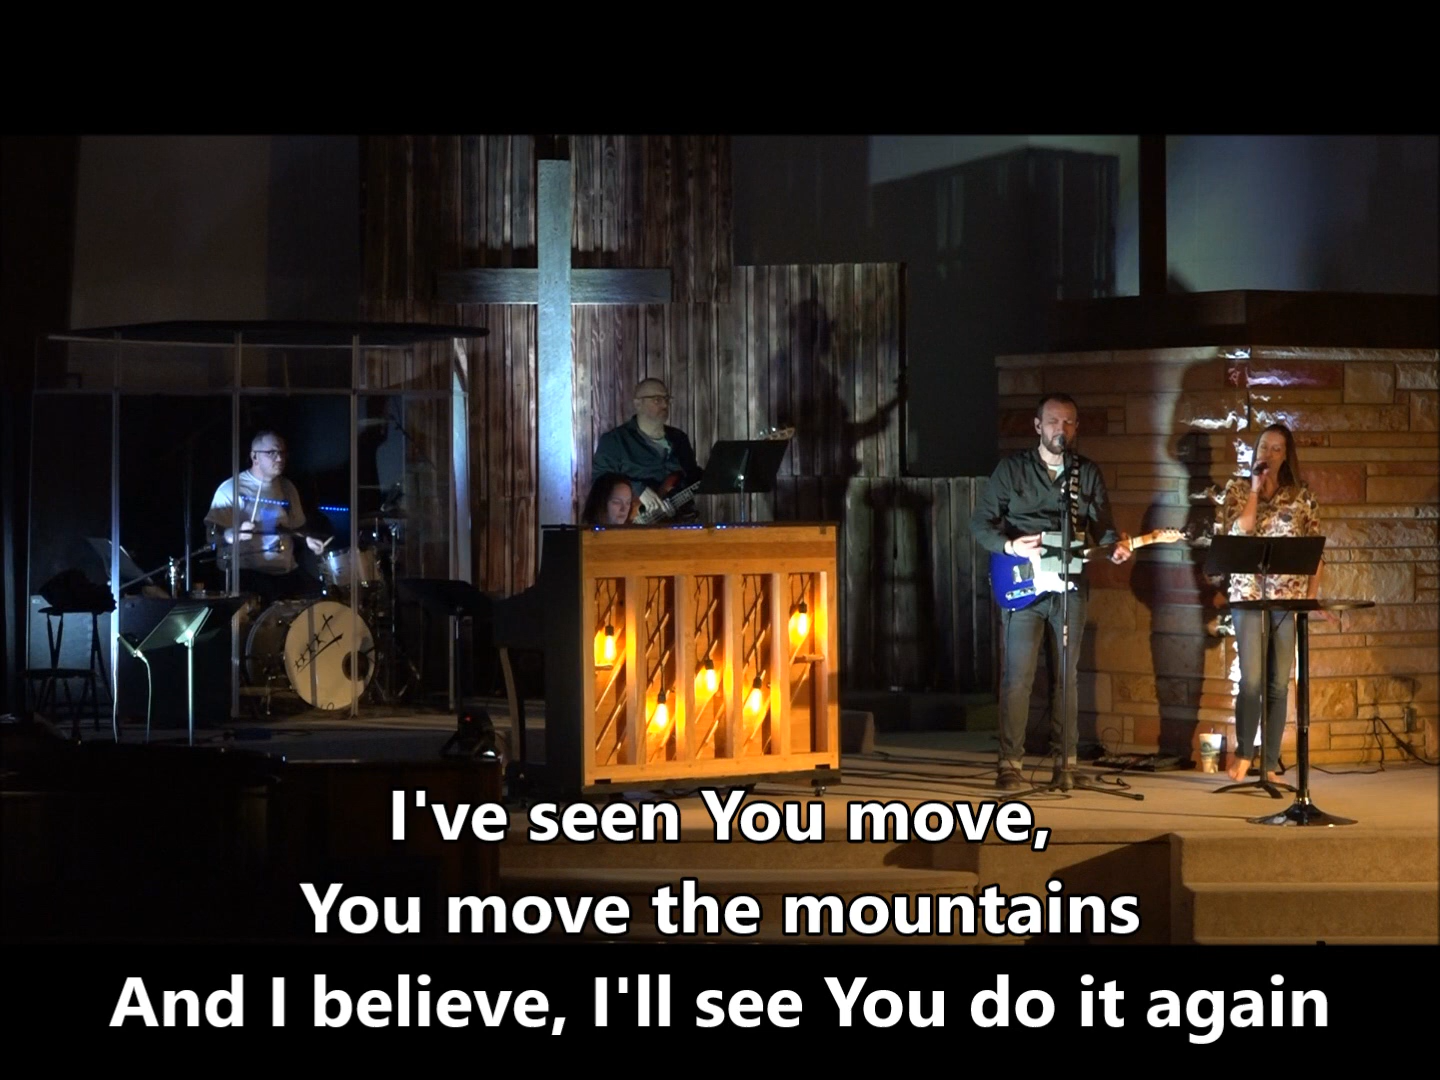 I've seen You move,
You move the mountains
And I believe, I'll see You do it again